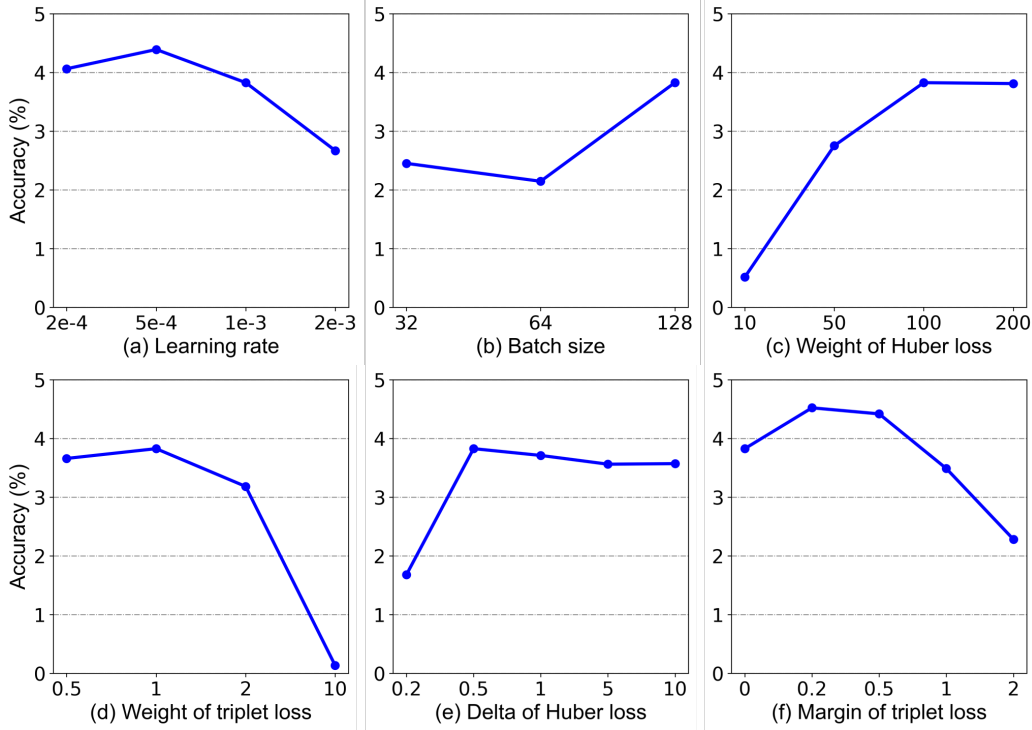 5
4
3
2
1
0
Accuracy (%)
2e-4 5e-4 1e-3 2e-3
(a) Learning rate
5
4
3
2
1
0
32 64 128
(b) Batch size
5
4
3
2
1
0
10 50 100 200
(c) Weight of Huber loss
5
4
3
2
1
0
Accuracy (%)
0.5 1 2 10
(d) Weight of triplet loss
5
4
3
2
1
0
0.2 0.5 1 5 10
(e) Delta of Huber loss
5
4
3
2
1
0
0 0.2 0.5 1 2
(f) Margin of triplet loss